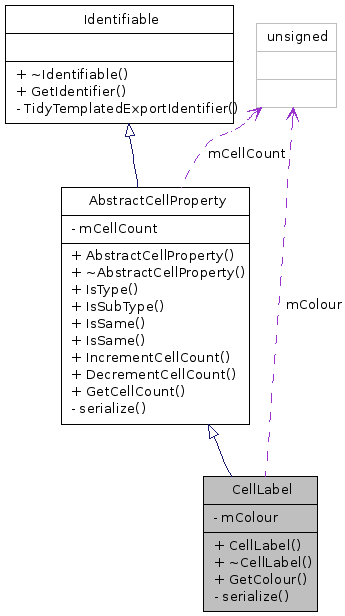 Identifiable
+ ~Identifiable()
+ GetIdentifier()
- TidyTemplatedExportIdentifier()
unsigned
mCellCount
AbstractCellProperty
- mCellCount
+ AbstractCellProperty()
+ ~AbstractCellProperty()
+ IsType()
+ IsSubType()
+ IsSame()
+ IsSame()
+ IncrementCellCount()
+ DecrementCellCount()
+ GetCellCount()
- serialize()
mColour
CellLabel
- mColour
+ CellLabel()
+ ~CellLabel()
+ GetColour()
- serialize()